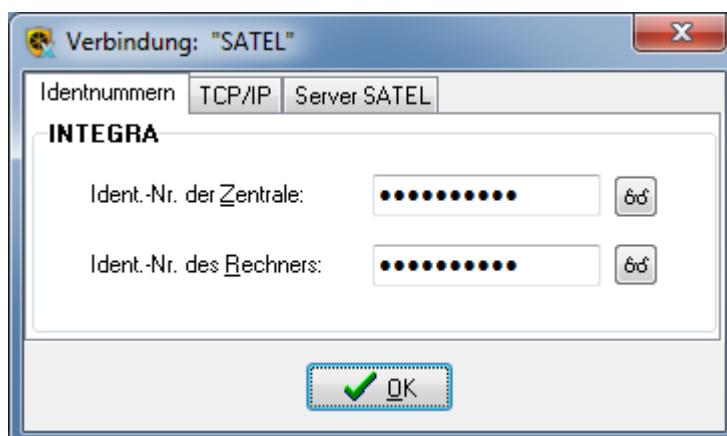 Verbindung: "SATEL"
Identnummern TCP/IP Server SATEL
INTEGRA
Ident.-Nr. der Zentrale: ●●●●●●●●●●
Ident.-Nr. des Rechners: ●●●●●●●●●●
OK